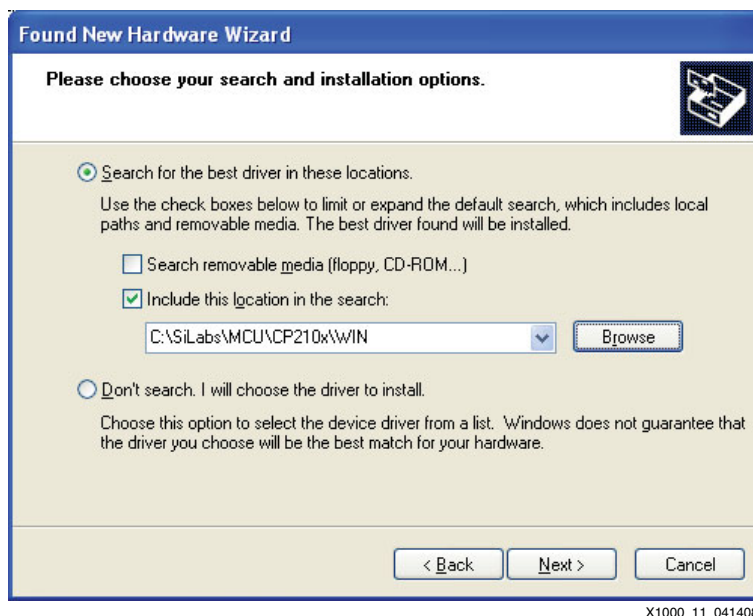 Found New Hardware Wizard
Please choose your search and installation options.
Search for the best driver in these locations.
Use the check boxes below to limit or expand the default search, which includes local
paths and removable media. The best driver found will be installed.
Search removable media (floppy, CD-ROM...)
Include this location in the search:
C:\SiLabs\MCU\CP210x\WIN
Browse
Don't search. I will choose the driver to install.
Choose this option to select the device driver from a list. Windows does not guarantee that
the driver you choose will be the best match for your hardware.
< Back Next > Cancel
X1000_11_041408